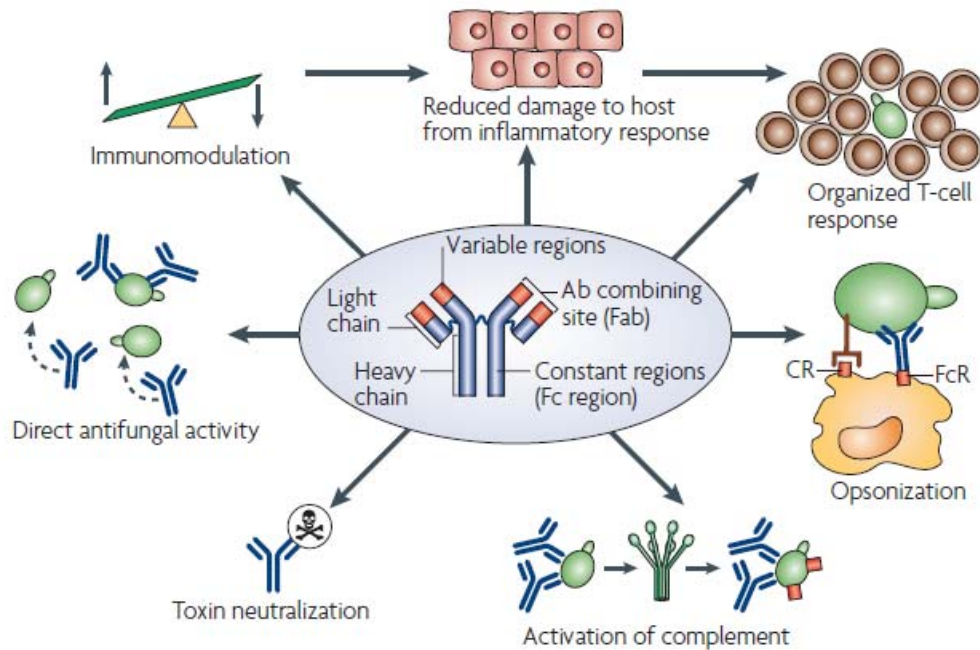 Immunomodulation
Reduced damage to host
from inflammatory response
Organized T-cell
response
Variable regions
Light
chain
Ab combining
site (Fab)
Heavy
chain
Constant regions
(Fc region)
Direct antifungal activity
CR
FcR
Opsonization
Toxin neutralization
Activation of complement